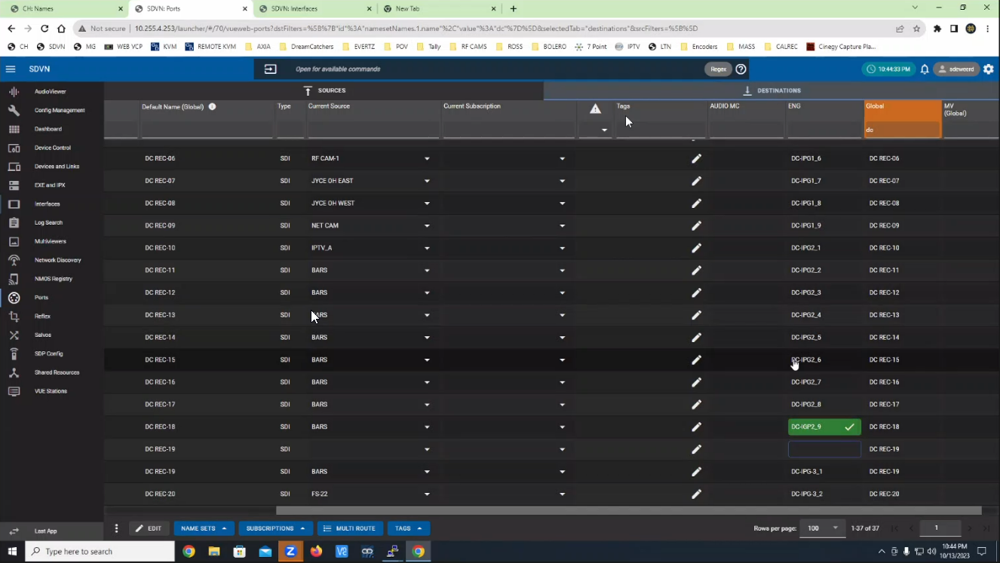 CH: Names
SDVN: Ports
SDVN: Interfaces
New Tab
Not secure
10.255.4.253/launcher/#/70/vueweb-ports?dstFilters=%5B%7B"id"%3A"namesetNames.1.name"%2C"value"%3A"dc"%7D%5D&selectedTab="destinations"&srcFilters=%5B%5D
CH SDVN MG WEB VCP KVM REMOTE KVM AXIA DreamCatchers EVERTZ POV Tally RF CAMS ROSS BOLERO 7 Point IPTV LTN Encoders MASS CALREC Cinegy Capture Pla...
SDVN
Open for available commands
Regex
10:44:33 PM
sdeweerd
AudioViewer
Config Management
Dashboard
Device Control
Devices and Links
EXE and IPX
Interfaces
Log Search
Multiviewers
Network Discovery
NMOS Registry
Ports
Reflex
Salvos
SDP Config
Shared Resources
VUE Stations
Last App
SOURCES
DESTINATIONS
Default Name (Global) Type Current Source Current Subscription Tags AUDIO MC ENG Global MV
(Global)
dc
DC REC-06 SDI RF CAM-1 DC-IPG1_6 DC REC-06
DC REC-07 SDI JYCE OH EAST DC-IPG1_7 DC REC-07
DC REC-08 SDI JYCE OH WEST DC-IPG1_8 DC REC-08
DC REC-09 SDI NET CAM DC-IPG1_9 DC REC-09
DC REC-10 SDI IPTV_A DC-IPG2_1 DC REC-10
DC REC-11 SDI BARS DC-IPG2_2 DC REC-11
DC REC-12 SDI BARS DC-IPG2_3 DC REC-12
DC REC-13 SDI BARS DC-IPG2_4 DC REC-13
DC REC-14 SDI BARS DC-IPG2_5 DC REC-14
DC REC-15 SDI BARS DC-IPG2_6 DC REC-15
DC REC-16 SDI BARS DC-IPG2_7 DC REC-16
DC REC-17 SDI BARS DC-IPG2_8 DC REC-17
DC REC-18 SDI BARS DC-IGP2_9 DC REC-18
DC REC-19 SDI DC REC-19
DC REC-19 SDI BARS DC-IPG-3_1 DC REC-19
DC REC-20 SDI FS-22 DC-IPG-3_2 DC REC-20
EDIT NAME SETS SUBSCRIPTIONS MULTI ROUTE TAGS
Rows per page: 100 1-37 of 37 1
Type here to search
10:44 PM
10/13/2023